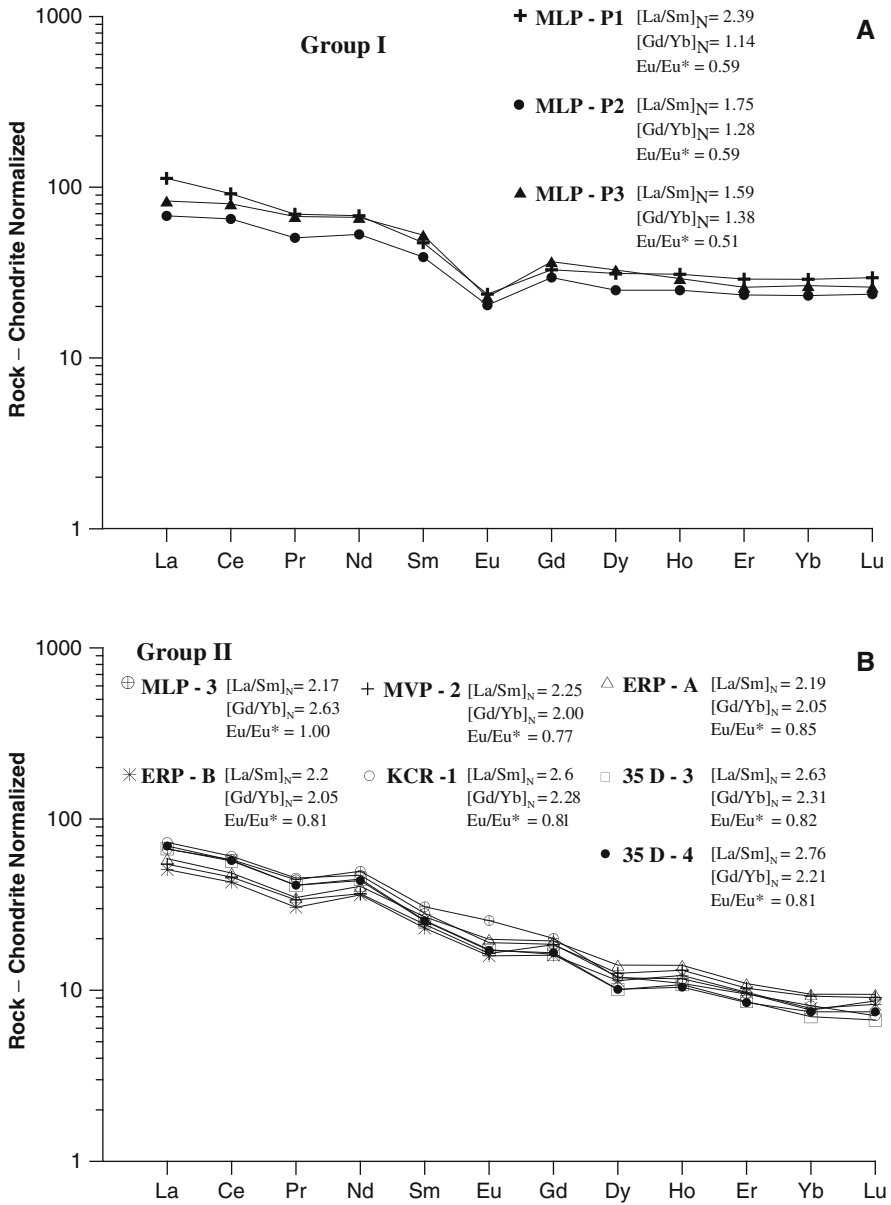 A
Group I
MLP - P1 [La/Sm]N= 2.39
[Gd/Yb]N= 1.14
Eu/Eu* = 0.59
MLP - P2 [La/Sm]N= 1.75
[Gd/Yb]N= 1.28
Eu/Eu* = 0.59
MLP - P3 [La/Sm]N= 1.59
[Gd/Yb]N= 1.38
Eu/Eu* = 0.51
Rock – Chondrite Normalized
1000
100
10
1
La Ce Pr Nd Sm Eu Gd Dy Ho Er Yb Lu
B
Group II
MLP - 3 [La/Sm]N= 2.17
[Gd/Yb]N= 2.63
Eu/Eu* = 1.00
MVP - 2 [La/Sm]N= 2.25
[Gd/Yb]N= 2.00
Eu/Eu* = 0.77
ERP - A [La/Sm]N= 2.19
[Gd/Yb]N= 2.05
Eu/Eu* = 0.85
ERP - B [La/Sm]N= 2.2
[Gd/Yb]N= 2.05
Eu/Eu* = 0.81
KCR -1 [La/Sm]N= 2.6
[Gd/Yb]N= 2.28
Eu/Eu* = 0.81
35 D - 3 [La/Sm]N= 2.63
[Gd/Yb]N= 2.31
Eu/Eu* = 0.82
35 D - 4 [La/Sm]N= 2.76
[Gd/Yb]N= 2.21
Eu/Eu* = 0.81
Rock – Chondrite Normalized
1000
100
10
1
La Ce Pr Nd Sm Eu Gd Dy Ho Er Yb Lu